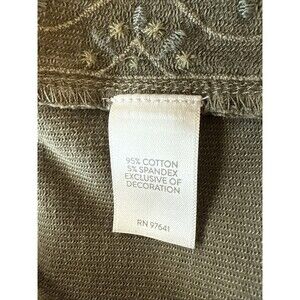 95% COTTON
5% SPANDEX
EXCLUSIVE OF
DECORATION
RN 97641